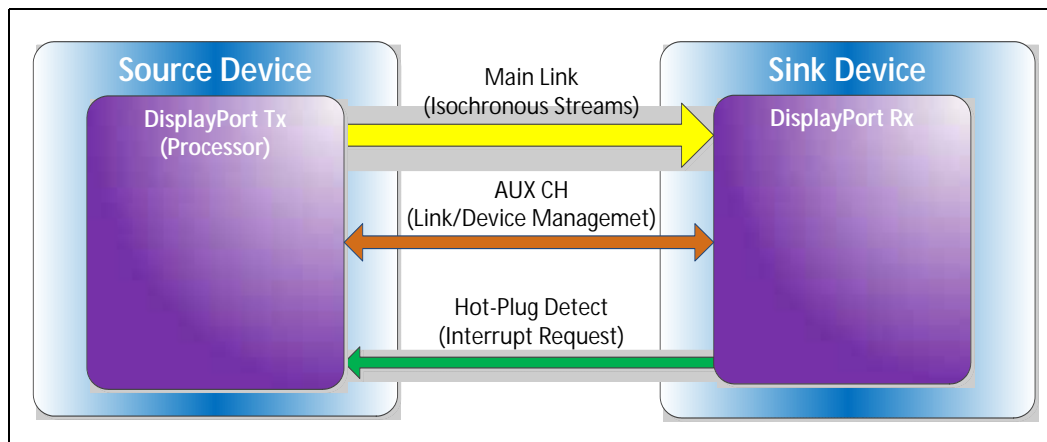 Source Device
DisplayPort Tx
(Processor)
Main Link
(Isochronous Streams)
AUX CH
(Link/Device Managemet)
Hot-Plug Detect
(Interrupt Request)
Sink Device
DisplayPort Rx